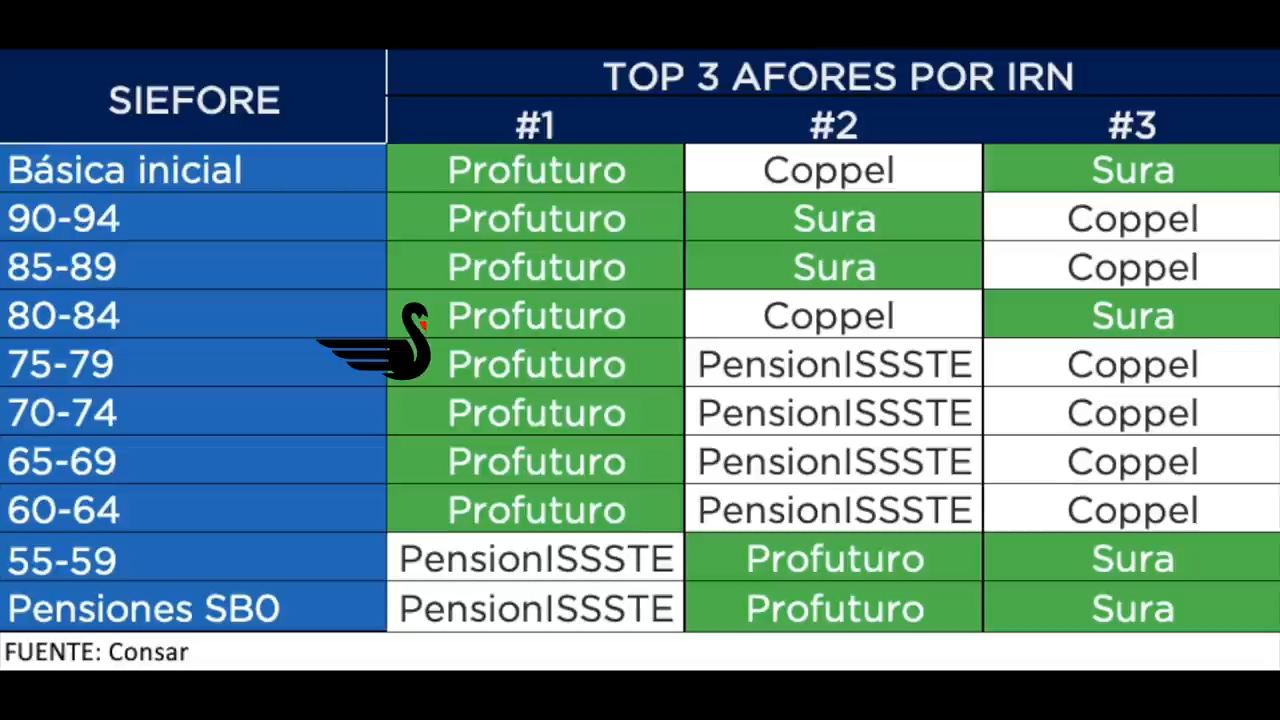 SIEFORE TOP 3 AFORES POR IRN
#1 #2 #3
Básica inicial Profuturo Coppel Sura
90-94 Profuturo Sura Coppel
85-89 Profuturo Sura Coppel
80-84 Profuturo Coppel Sura
75-79 Profuturo PensionISSSTE Coppel
70-74 Profuturo PensionISSSTE Coppel
65-69 Profuturo PensionISSSTE Coppel
60-64 Profuturo PensionISSSTE Coppel
55-59 PensionISSSTE Profuturo Sura
Pensiones SB0 PensionISSSTE Profuturo Sura
FUENTE: Consar